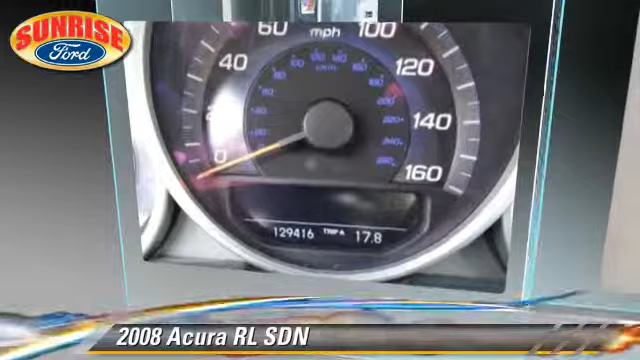 SUNRISE
Ford
60 mph 100
40 120
0 140
160
129416 TRIP A 17.8
2008 Acura RL SDN